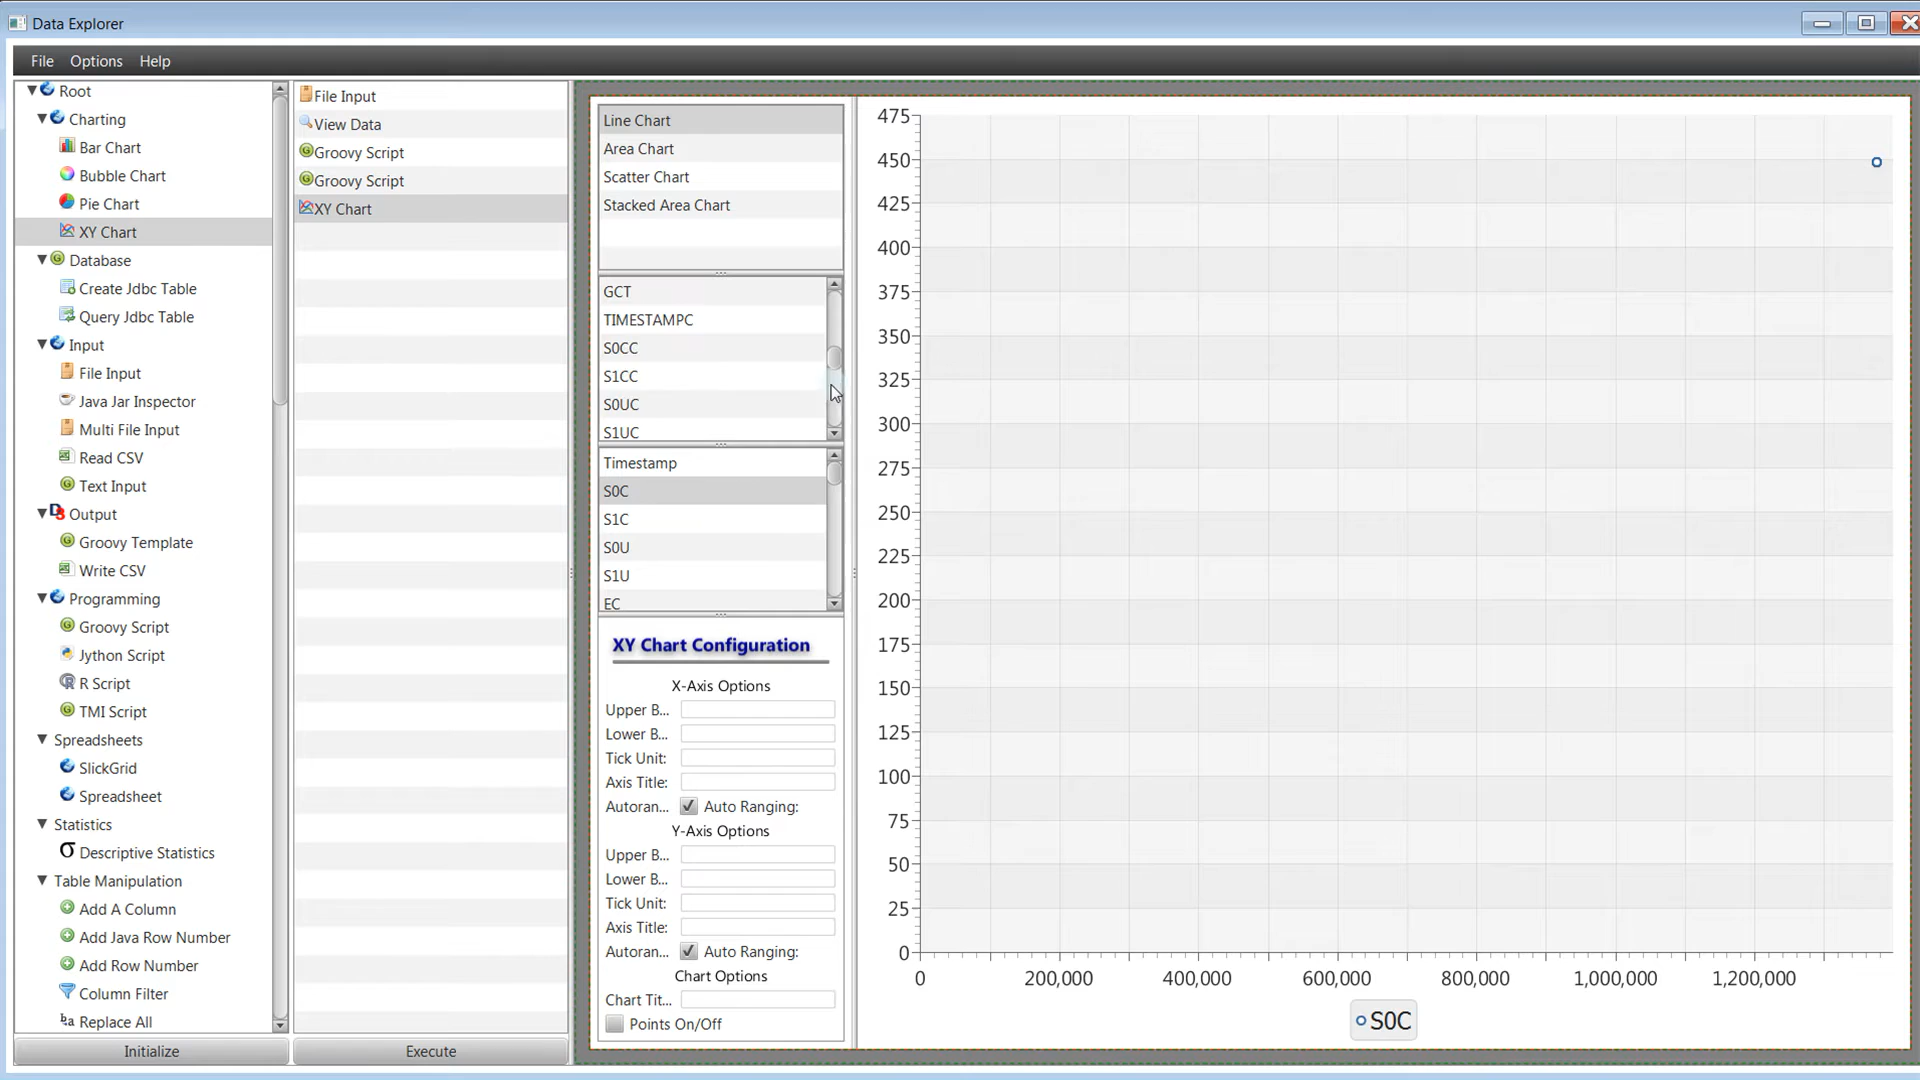 Data Explorer
File Options Help
Root
Charting
Bar Chart
Bubble Chart
Pie Chart
XY Chart
Database
Create Jdbc Table
Query Jdbc Table
Input
File Input
Java Jar Inspector
Multi File Input
Read CSV
Text Input
Output
Groovy Template
Write CSV
Programming
Groovy Script
Jython Script
R Script
TMI Script
Spreadsheets
SlickGrid
Spreadsheet
Statistics
Descriptive Statistics
Table Manipulation
Add A Column
Add Java Row Number
Add Row Number
Column Filter
Replace All
Initialize
File Input
View Data
Groovy Script
Groovy Script
XY Chart
Execute
Line Chart
Area Chart
Scatter Chart
Stacked Area Chart
GCT
TIMESTAMPC
S0CC
S1CC
S0UC
S1UC
Timestamp
S0C
S1C
S0U
S1U
EC
XY Chart Configuration
X-Axis Options
Upper B...
Lower B...
Tick Unit:
Axis Title:
Autoran... Auto Ranging:
Y-Axis Options
Upper B...
Lower B...
Tick Unit:
Axis Title:
Autoran... Auto Ranging:
Chart Options
Chart Tit...
Points On/Off
475
450
425
400
375
350
325
300
275
250
225
200
175
150
125
100
75
50
25
0
0 200,000 400,000 600,000 800,000 1,000,000 1,200,000
S0C